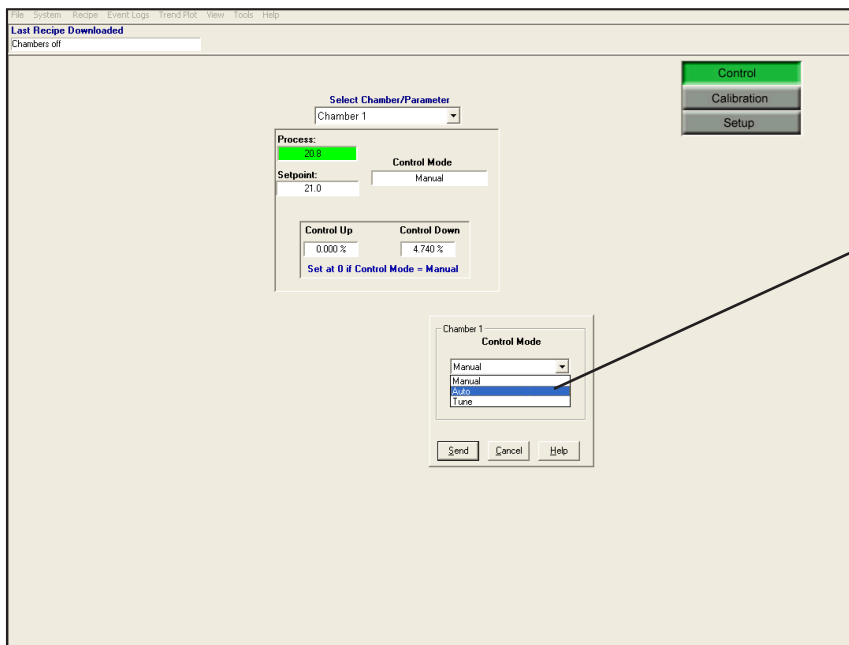 File System Recipe Event Logs Trend Plot View Tools Help
Last Recipe Downloaded
Chambers off
Control
Calibration
Setup
Select Chamber/Parameter
Chamber 1
Process:
20.8
Control Mode
Manual
Setpoint:
21.0
Control Up Control Down
0.000 % 4.740 %
Set at 0 if Control Mode = Manual
Chamber 1
Control Mode
Manual
Manual
Auto
Tune
Send Cancel Help